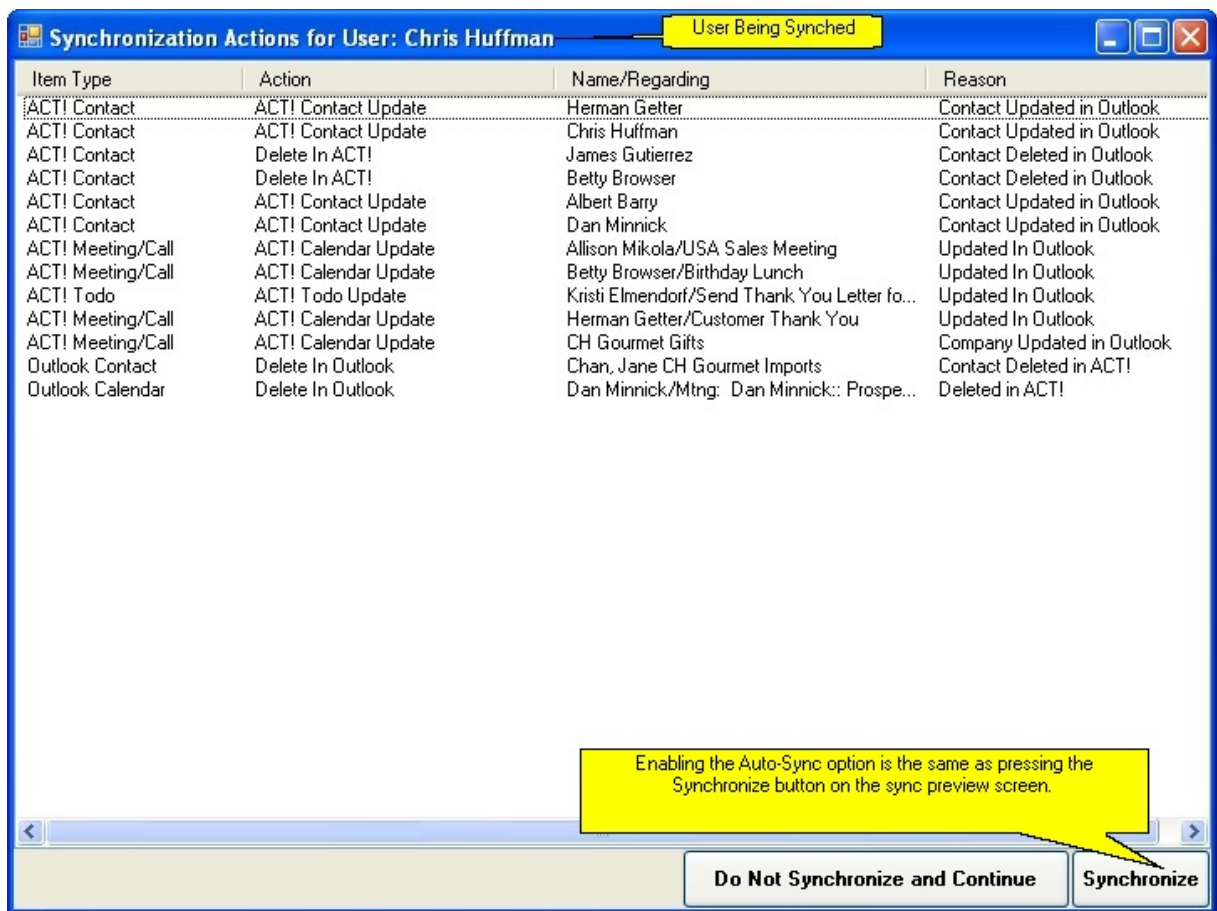 Synchronization Actions for User: Chris Huffman User Being Synched
Item Type Action Name/Regarding Reason
ACT! Contact ACT! Contact Update Herman Getter Contact Updated in Outlook
ACT! Contact ACT! Contact Update Chris Huffman Contact Updated in Outlook
ACT! Contact Delete In ACT! James Gutierrez Contact Deleted in Outlook
ACT! Contact Delete In ACT! Betty Browser Contact Deleted in Outlook
ACT! Contact ACT! Contact Update Albert Barry Contact Updated in Outlook
ACT! Contact ACT! Contact Update Dan Minnick Contact Updated in Outlook
ACT! Meeting/Call ACT! Calendar Update Allison Mikola/USA Sales Meeting Updated In Outlook
ACT! Meeting/Call ACT! Calendar Update Betty Browser/Birthday Lunch Updated In Outlook
ACT! Todo ACT! Todo Update Kristi Elmendorf/Send Thank You Letter fo... Updated In Outlook
ACT! Meeting/Call ACT! Calendar Update Herman Getter/Customer Thank You Updated In Outlook
ACT! Meeting/Call ACT! Calendar Update CH Gourmet Gifts Company Updated in Outlook
Outlook Contact Delete In Outlook Chan, Jane CH Gourmet Imports Contact Deleted in ACT!
Outlook Calendar Delete In Outlook Dan Minnick/Mtng: Dan Minnick:: Prospe... Deleted in ACT!
Enabling the Auto-Sync option is the same as pressing the
Synchronize button on the sync preview screen.
Do Not Synchronize and Continue Synchronize